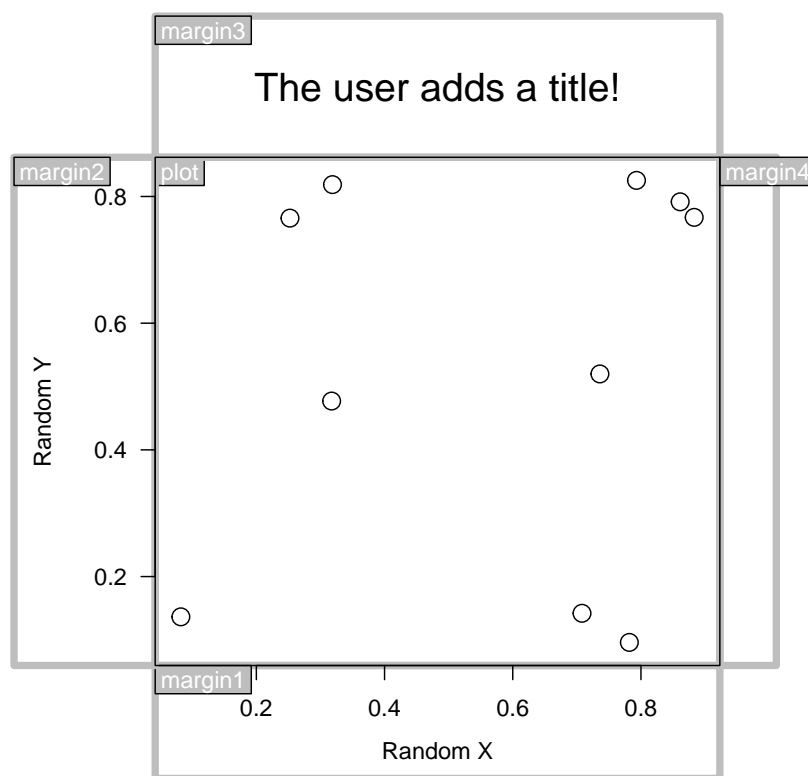 margin3
The user adds a title!
margin2
plot
margin4
0.8
0.6
0.4
0.2
Random Y
margin1
0.2 0.4 0.6 0.8
Random X